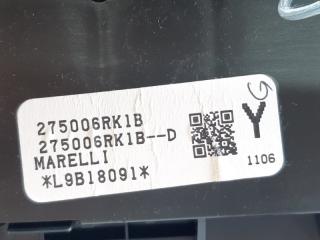 275006RK1B
275006RK1B--D
MARELLI
*L9B18091*
Y
1106